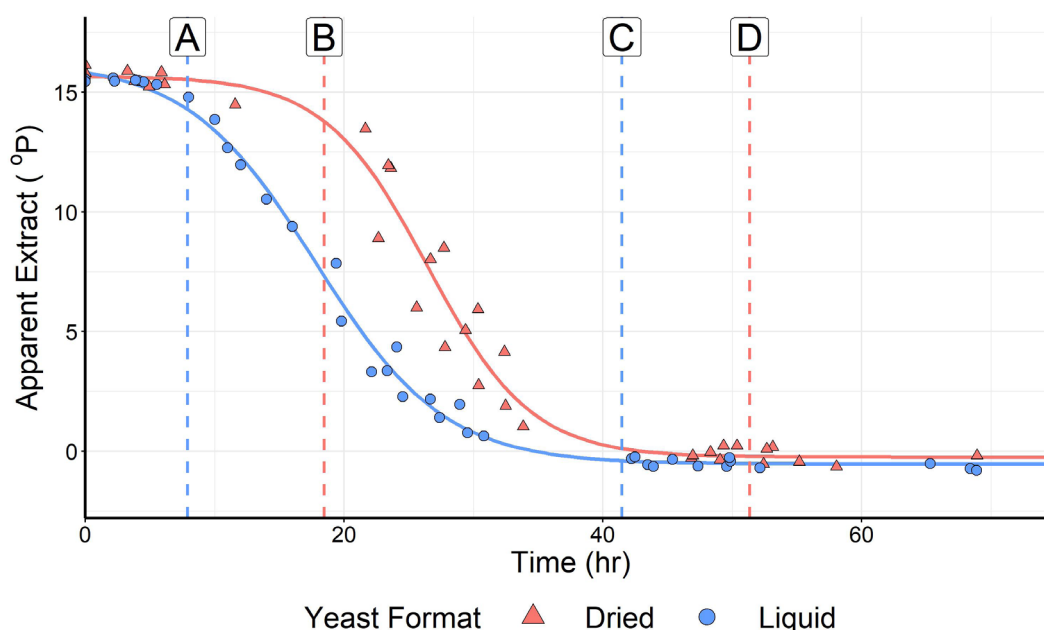 A B C D
15
10
5
0
0 20 40 60
Apparent Extract ( °P)
Time (hr)
Yeast Format Dried Liquid